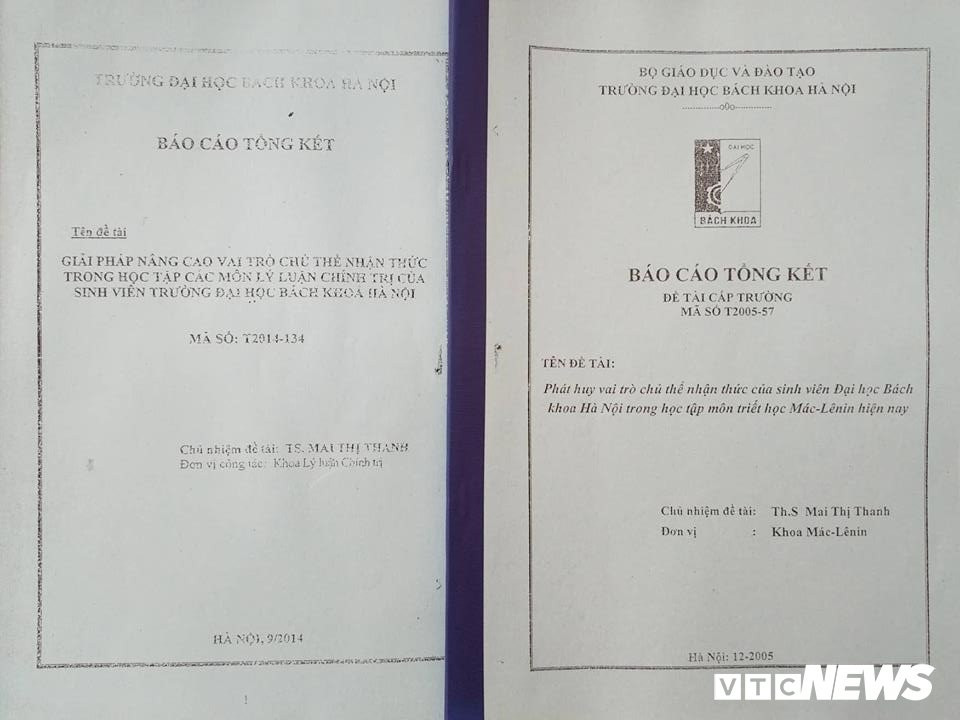 TRƯỜNG ĐẠI HỌC BÁCH KHOA HÀ NỘI
BÁO CÁO TỔNG KẾT
Tên đề tài
GIẢI PHÁP NÂNG CAO VAI TRÒ CHỦ THỂ NHẬN THỨC
TRONG HỌC TẬP CÁC MÔN LÝ LUẬN CHÍNH TRỊ CỦA
SINH VIÊN TRƯỜNG ĐẠI HỌC BÁCH KHOA HÀ NỘI
MÃ SỐ: T2014-134
Chủ nhiệm đề tài: TS. MAI THỊ THANH
Đơn vị công tác: Khoa Lý luận Chính trị
HÀ NỘI, 9/2014
1
BỘ GIÁO DỤC VÀ ĐÀO TẠO
TRƯỜNG ĐẠI HỌC BÁCH KHOA HÀ NỘI
-------------o0o-------------
ĐẠI HỌC
BÁCH KHOA
BÁO CÁO TỔNG KẾT
ĐỀ TÀI CẤP TRƯỜNG
MÃ SỐ T2005-57
TÊN ĐỀ TÀI:
Phát huy vai trò chủ thể nhận thức của sinh viên Đại học Bách
khoa Hà Nội trong học tập môn triết học Mác-Lênin hiện nay
Chủ nhiệm đề tài: Th.S Mai Thị Thanh
Đơn vị : Khoa Mác-Lênin
Hà Nội: 12-2005
VTC NEWS